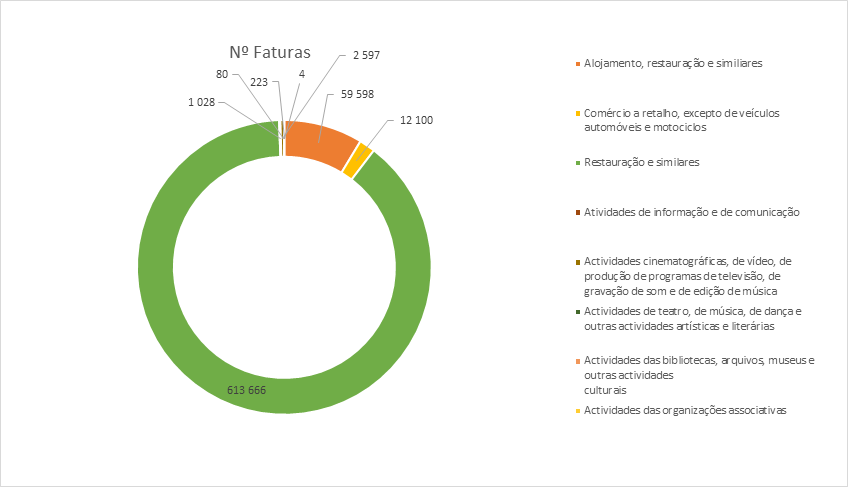 Nº Faturas
2 597
80
223
4
1 028
59 598
12 100
613 666
Alojamento, restauração e similiares
Comércio a retalho, excepto de veículos
automóveis e motociclos
Restauração e similares
Atividades de informação e de comunicação
Actividades cinematográficas, de vídeo, de
produção de programas de televisão, de
gravação de som e de edição de música
Actividades de teatro, de música, de dança e
outras actividades artísticas e literárias
Actividades das bibliotecas, arquivos, museus e
outras actividades
culturais
Actividades das organizações associativas